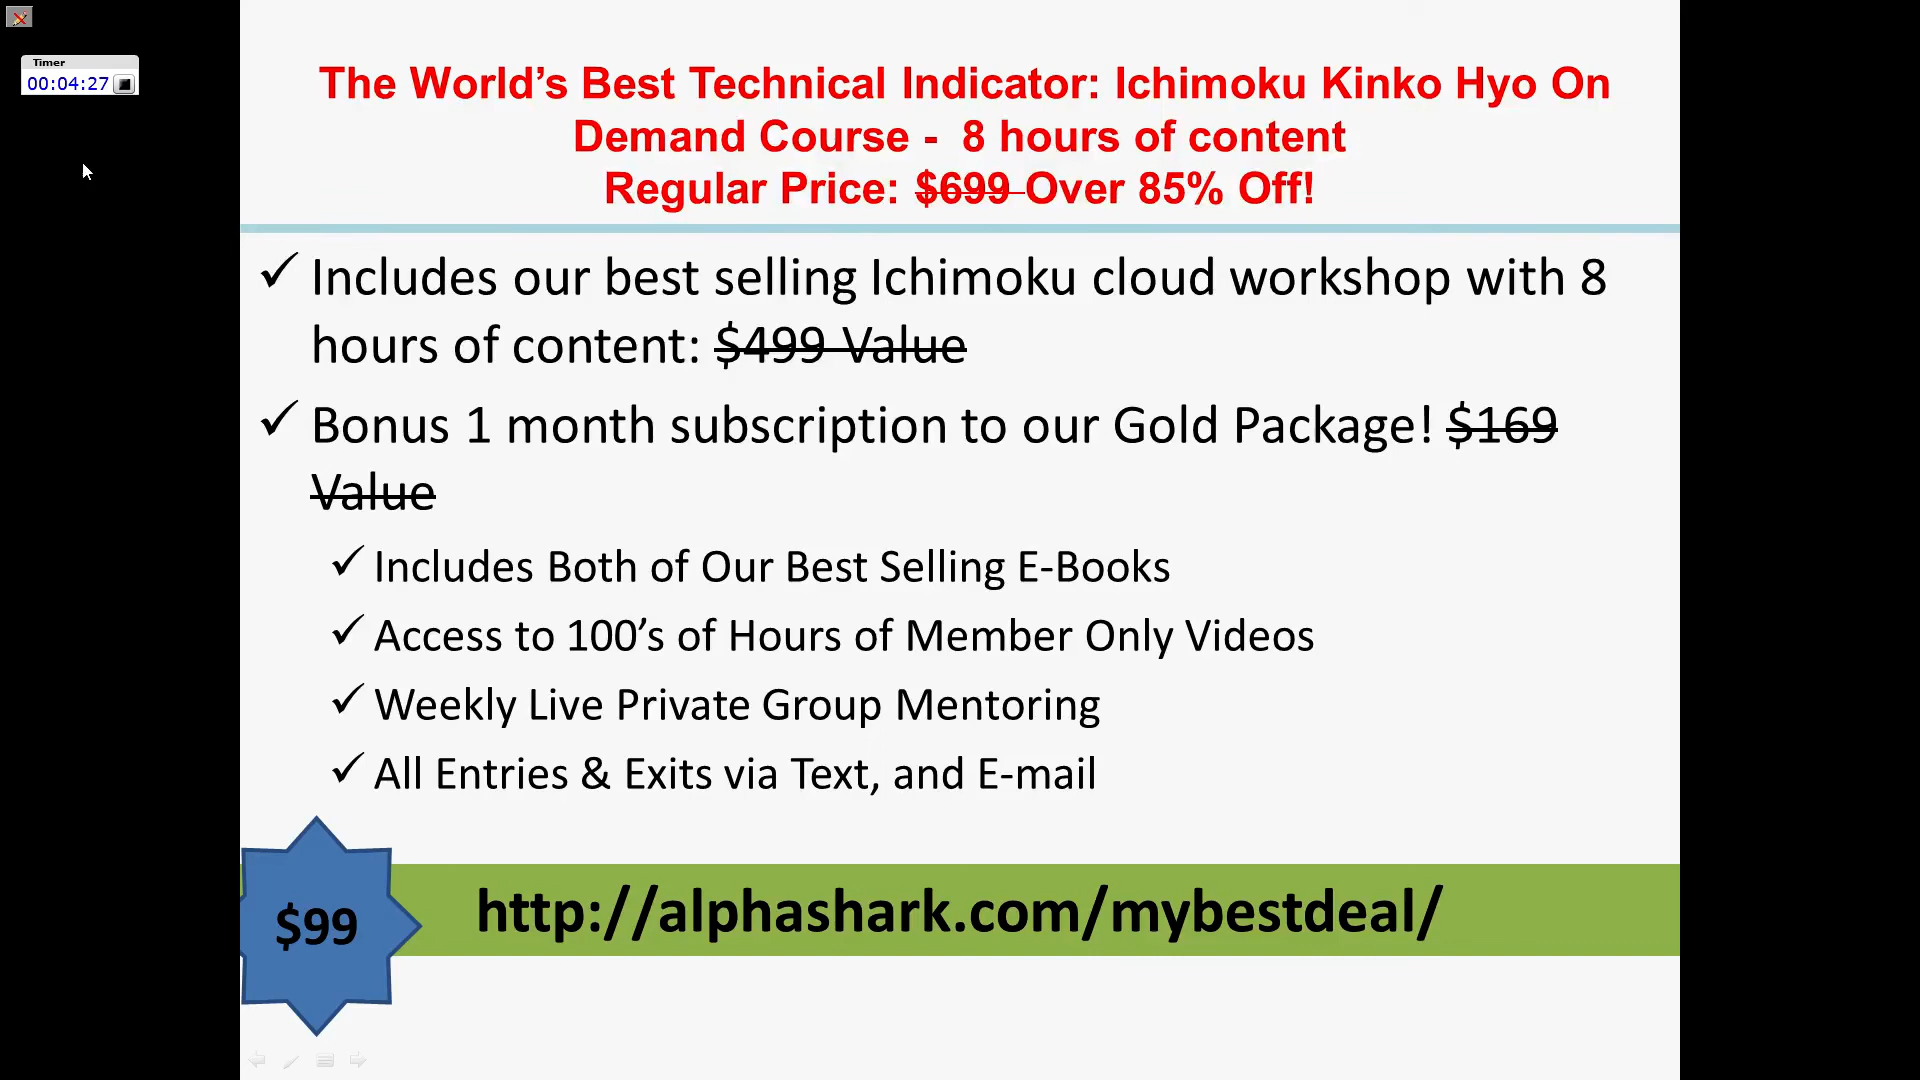 Timer
00:04:27
The World’s Best Technical Indicator: Ichimoku Kinko Hyo On
Demand Course -  8 hours of content
Regular Price: $699 Over 85% Off!
✓ Includes our best selling Ichimoku cloud workshop with 8
hours of content: $499 Value
✓ Bonus 1 month subscription to our Gold Package! $169
Value
✓ Includes Both of Our Best Selling E-Books
✓ Access to 100’s of Hours of Member Only Videos
✓ Weekly Live Private Group Mentoring
✓ All Entries & Exits via Text, and E-mail
$99
http://alphashark.com/mybestdeal/